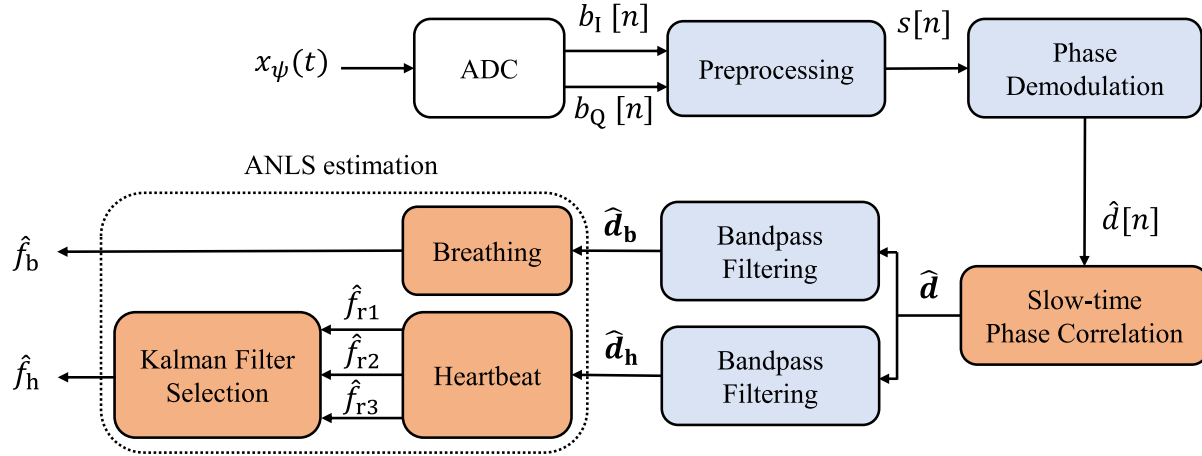 x_ψ(t)
ADC
b_I [n]
b_Q [n]
Preprocessing
s[n]
Phase
Demodulation
d̂[n]
Slow-time
Phase Correlation
d̂
Bandpass
Filtering
Bandpass
Filtering
d̂_b
d̂_h
ANLS estimation
Breathing
Heartbeat
f̂_r1
f̂_r2
f̂_r3
Kalman Filter
Selection
f̂_b
f̂_h